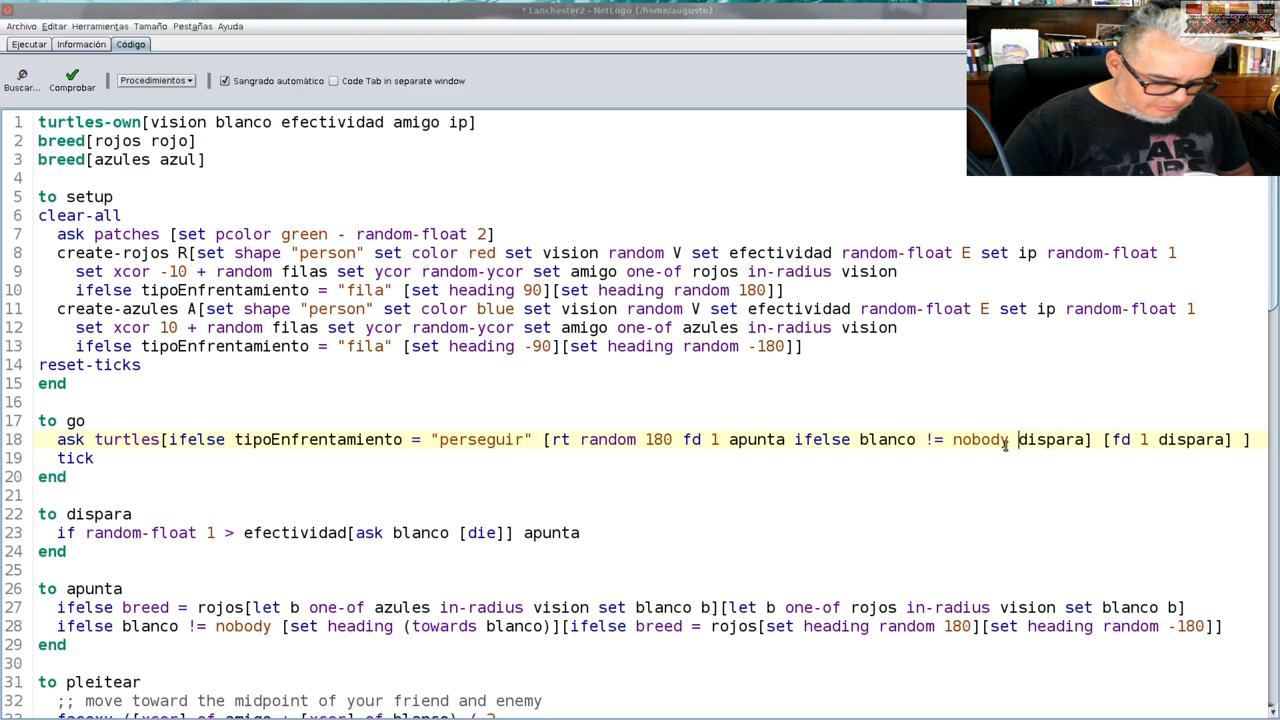 * Lanchester2 - NetLogo {/home/augusto}
Archivo Editar Herramientas Tamaño Pestañas Ayuda
Ejecutar Información Código
Buscar... Comprobar Procedimientos Sangrado automático Code Tab in separate window
1 turtles-own[vision blanco efectividad amigo ip]
2 breed[rojos rojo]
3 breed[azules azul]
4
5 to setup
6 clear-all
7 ask patches [set pcolor green - random-float 2]
8 create-rojos R[set shape "person" set color red set vision random V set efectividad random-float E set ip random-float 1
9 set xcor -10 + random filas set ycor random-ycor set amigo one-of rojos in-radius vision
10 ifelse tipoEnfrentamiento = "fila" [set heading 90][set heading random 180]]
11 create-azules A[set shape "person" set color blue set vision random V set efectividad random-float E set ip random-float 1
12 set xcor 10 + random filas set ycor random-ycor set amigo one-of azules in-radius vision
13 ifelse tipoEnfrentamiento = "fila" [set heading -90][set heading random -180]]
14 reset-ticks
15 end
16
17 to go
18 ask turtles[ifelse tipoEnfrentamiento = "perseguir" [rt random 180 fd 1 apunta ifelse blanco != nobody dispara] [fd 1 dispara] ]
19 tick
20 end
21
22 to dispara
23 if random-float 1 > efectividad[ask blanco [die]] apunta
24 end
25
26 to apunta
27 ifelse breed = rojos[let b one-of azules in-radius vision set blanco b][let b one-of rojos in-radius vision set blanco b]
28 ifelse blanco != nobody [set heading (towards blanco)][ifelse breed = rojos[set heading random 180][set heading random -180]]
29 end
30
31 to pleitear
32 ;; move toward the midpoint of your friend and enemy
STAR
WARS